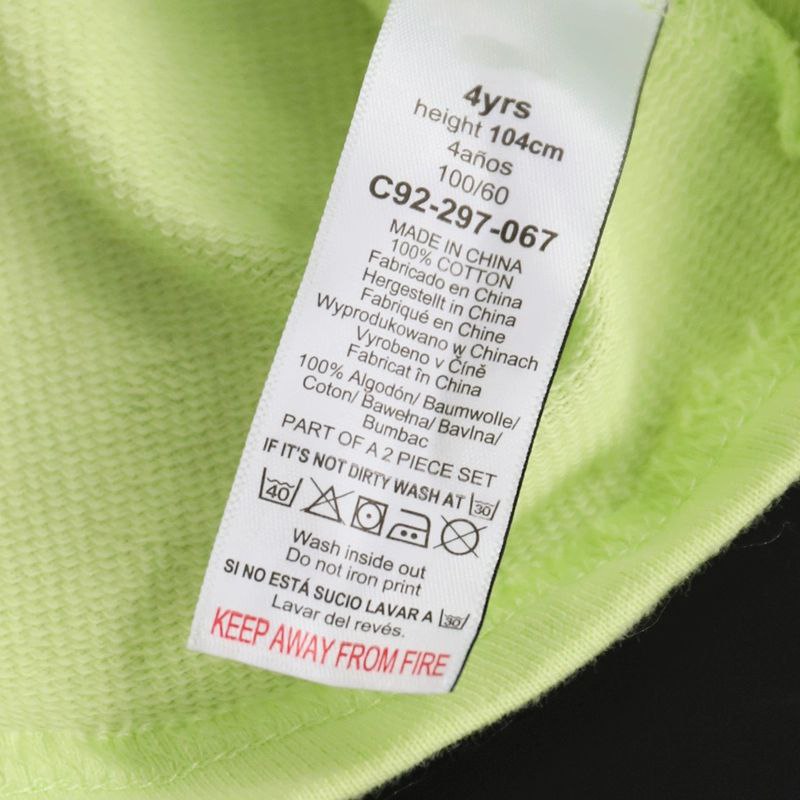 4yrs
height 104cm
4años
100/60
C92-297-067
MADE IN CHINA
100% COTTON
Fabricado en China
Hergestellt in China
Fabriqué en Chine
Wyprodukowano w Chinach
Vyrobeno v Číně
Fabricat în China
100% Algodón/ Baumwolle/
Coton/ Bawełna/ Bavlna/
Bumbac
PART OF A 2 PIECE SET
IF IT'S NOT DIRTY WASH AT 30
40
Wash inside out
Do not iron print
SI NO ESTÁ SUCIO LAVAR A 30
Lavar del revés.
KEEP AWAY FROM FIRE